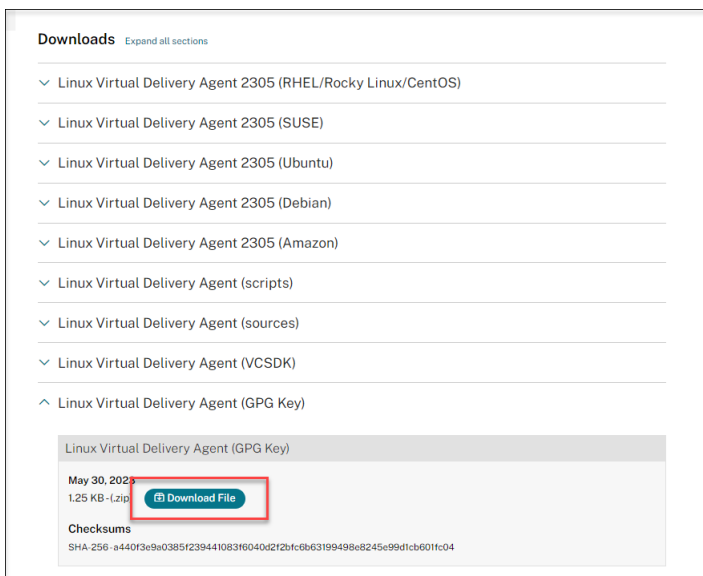 Downloads Expand all sections
Linux Virtual Delivery Agent 2305 (RHEL/Rocky Linux/CentOS)
Linux Virtual Delivery Agent 2305 (SUSE)
Linux Virtual Delivery Agent 2305 (Ubuntu)
Linux Virtual Delivery Agent 2305 (Debian)
Linux Virtual Delivery Agent 2305 (Amazon)
Linux Virtual Delivery Agent (scripts)
Linux Virtual Delivery Agent (sources)
Linux Virtual Delivery Agent (VCSDK)
Linux Virtual Delivery Agent (GPG Key)
Linux Virtual Delivery Agent (GPG Key)
May 30, 2023
1.25 KB - (.zip) Download File
Checksums
SHA-256 - a440f3e9a0385f239441083f6040d2f2bfc6b63199498e8245e99d1cb601fc04